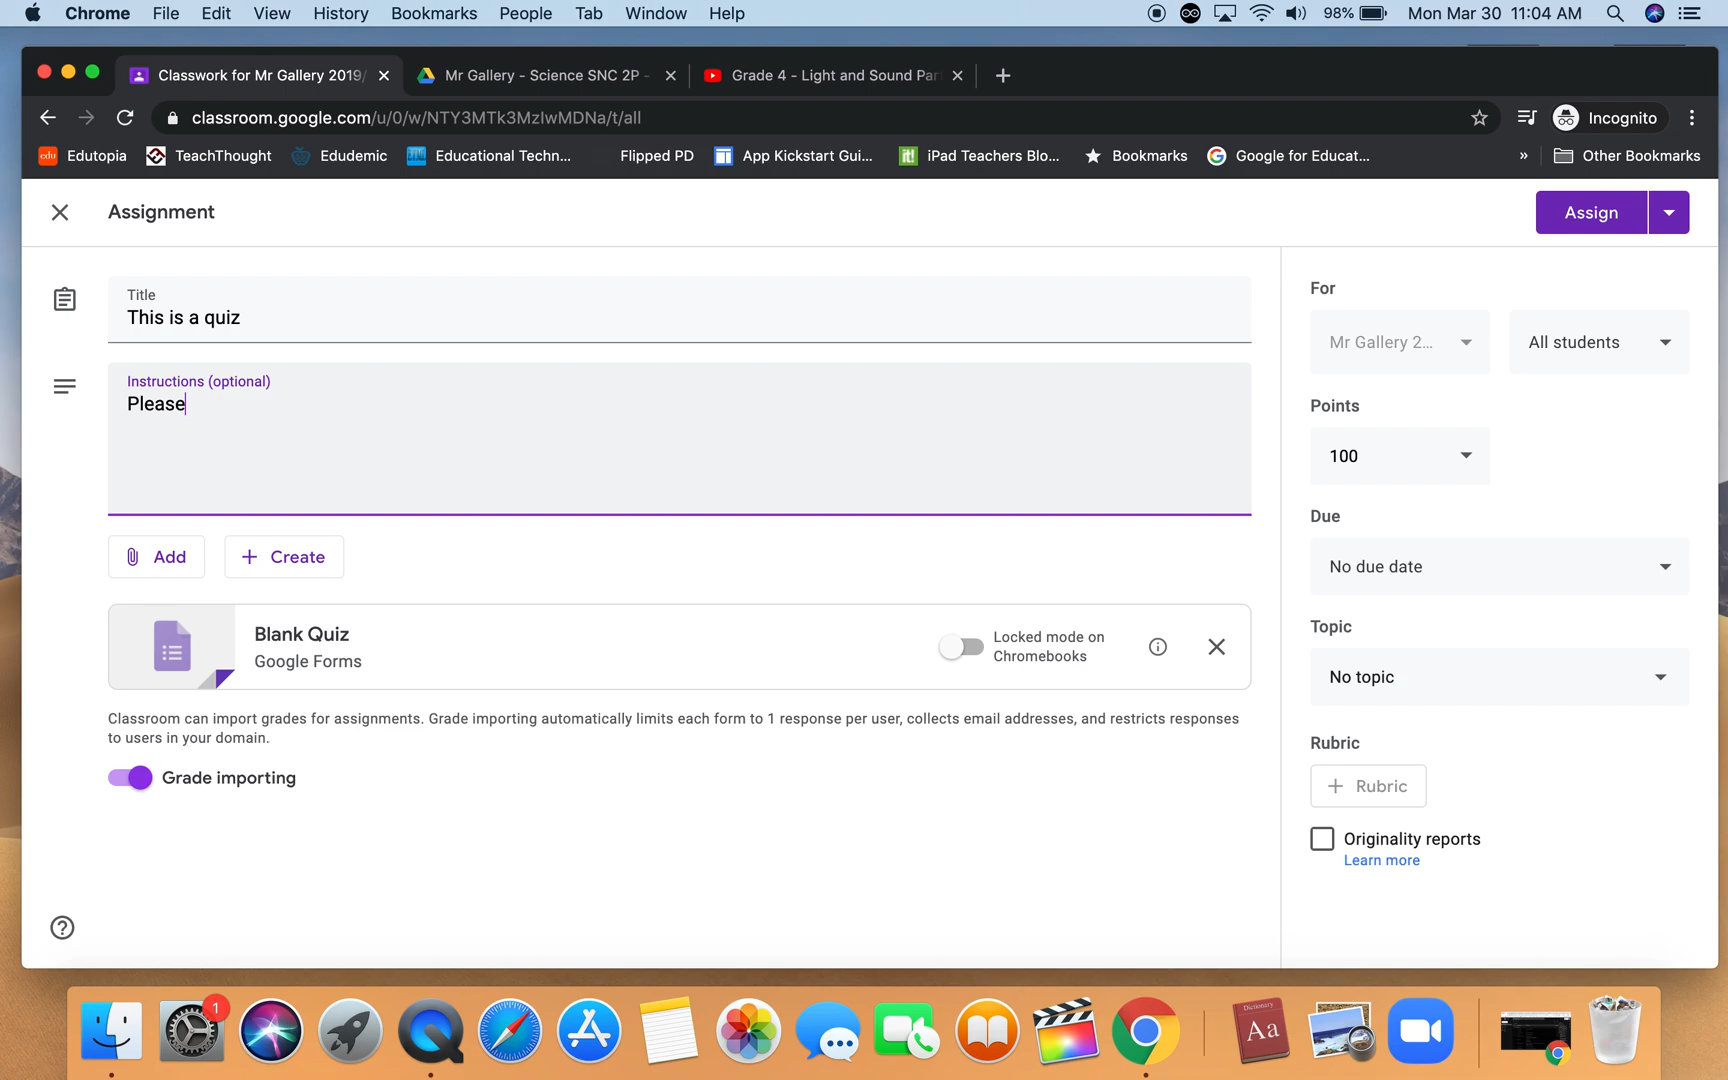 Chrome File Edit View History Bookmarks People Tab Window Help 98% Mon Mar 30 11:04 AM
Classwork for Mr Gallery 2019/ Mr Gallery - Science SNC 2P - Grade 4 - Light and Sound Par
classroom.google.com/u/0/w/NTY3MTk3MzIwMDNa/t/all Incognito
edu Edutopia TeachThought Edudemic Educational Techn... Flipped PD App Kickstart Gui... it! iPad Teachers Blo... Bookmarks Google for Educat... » Other Bookmarks
Assignment Assign
Title
This is a quiz
Instructions (optional)
Please
Add Create
Blank Quiz
Google Forms
Locked mode on
Chromebooks
Classroom can import grades for assignments. Grade importing automatically limits each form to 1 response per user, collects email addresses, and restricts responses
to users in your domain.
Grade importing
For
Mr Gallery 2... All students
Points
100
Due
No due date
Topic
No topic
Rubric
Rubric
Originality reports
Learn more
1
Dictionary
Aa